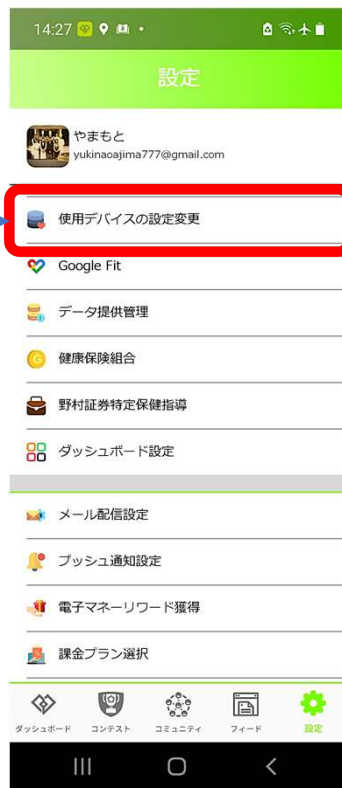 14:27
設定
やまもと
yukinaoajima777@gmail.com
使用デバイスの設定変更
Google Fit
データ提供管理
健康保険組合
野村証券特定保健指導
ダッシュボード設定
メール配信設定
プッシュ通知設定
電子マネーリワード獲得
課金プラン選択
ダッシュボード コンテスト コミュニティ フィード 設定